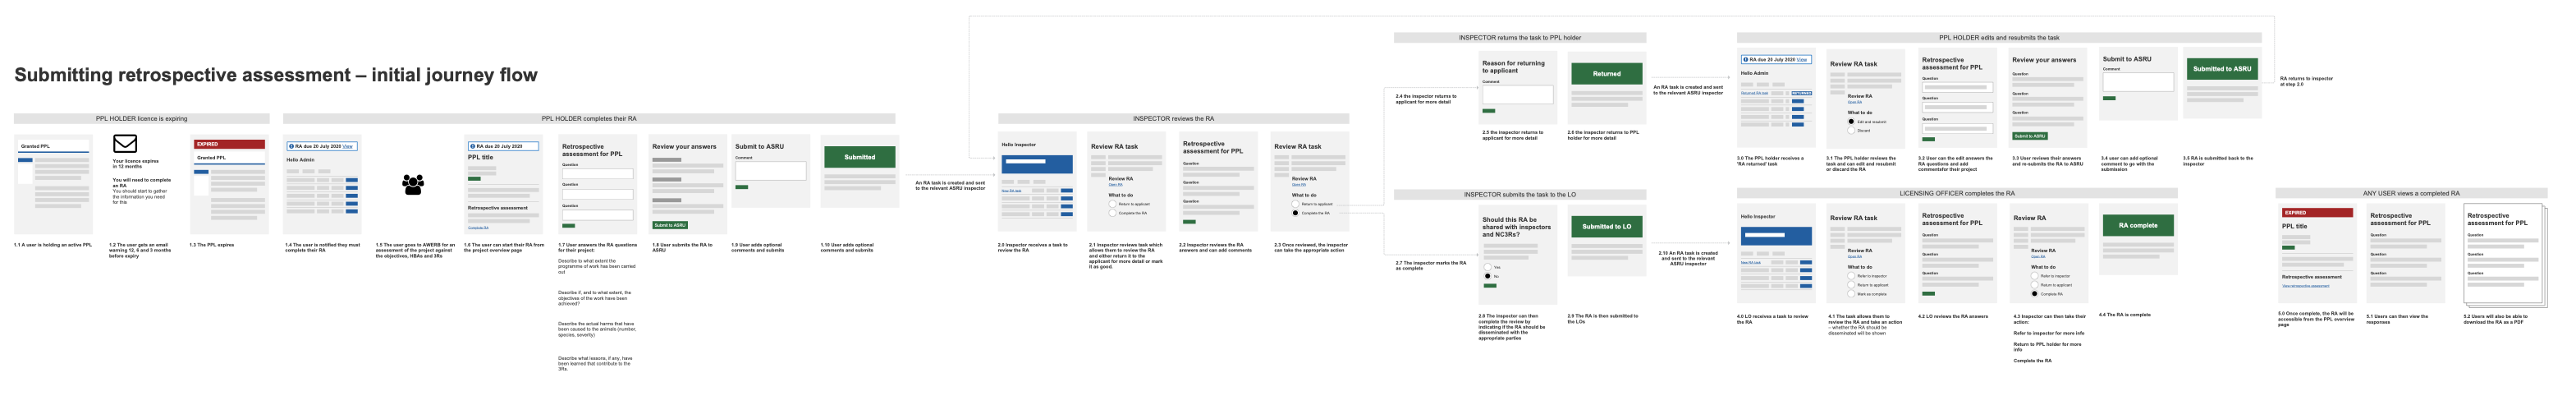 Submitting retrospective assessment – initial journey flow
PPL HOLDER licence is expiring
Granted PPL
1.1 A user is holding an active PPL
Your licence expires
in 12 months
You will need to complete
an RA
You should start to gather
the information you need
for this
1.2 The user gets an email
warning 12, 6 and 3 months
before expiry
EXPIRED
Granted PPL
1.3 The PPL expires
PPL HOLDER completes their RA
RA due 20 July 2020 View
Hello Admin
1.4 The user is notified they must
complete their RA
1.5 The user goes to AWERB for an
assessment of the project against
the objectives, HBAs and 3Rs
RA due 20 July 2020
PPL title
Retrospective assessment
Complete RA
1.6 The user can start their RA from
the project overview page
Retrospective
assessment for PPL
Question
Question
Question
1.7 User answers the RA questions
for their project:
Describe to what extent the
programme of work has been carried
out
Describe if, and to what extent, the
objectives of the work have been
achieved?
Describe the actual harms that have
been caused to the animals (number,
species, severity)
Describe what lessons, if any, have
been learned that contribute to the
3Rs.
Review your answers
Submit to ASRU
1.8 User submits the RA to
ASRU
Submit to ASRU
Comment
1.9 User adds optional
comments and submits
Submitted
1.10 User adds optional
comments and submits
An RA task is created and sent
to the relevant ASRU inspector
INSPECTOR reviews the RA
Hello Inspector
New RA task
2.0 Inspector receives a task to
review the RA
Review RA task
Review RA
Open RA
What to do
Return to applicant
Complete the RA
2.1 Inspector reviews task which
allows them to review the RA
and either return it to the
applicant for more detail or mark
it as good.
Retrospective
assessment for PPL
Question
Question
Question
2.2 Inspector reviews the RA
answers and can add comments
Review RA task
Review RA
Open RA
What to do
Return to applicant
Complete the RA
2.3 Once reviewed, the inspector
can take the appropriate action
INSPECTOR returns the task to PPL holder
2.4 the inspector returns to
applicant for more detail
Reason for returning
to applicant
Comment
2.5 the inspector returns to
applicant for more detail
Returned
2.6 the inspector returns to PPL
holder for more detail
An RA task is created and sent
to the relevant ASRU inspector
INSPECTOR submits the task to the LO
2.7 The inspector marks the RA
as complete
Should this RA be
shared with inspectors
and NC3Rs?
Yes
No
2.8 The inspector can then
complete the review by
indicating if the RA should be
disseminated with the
appropriate parties
Submitted to LO
2.9 The RA is then submitted to
the LOs
2.10 An RA task is created
and sent to the relevant
ASRU inspector
PPL HOLDER edits and resubmits the task
RA due 20 July 2020 View
Hello Admin
Returned RA task
3.0 The PPL holder receives a
'RA returned' task
Review RA task
Review RA
Open RA
What to do
Edit and resubmit
Discard
3.1 The PPL holder reviews the
task and can edit and resubmit
or discard the RA
Retrospective
assessment for PPL
Question
Question
Question
3.2 User can the edit answers the
RA questions and add
commentsfor their project
Review your answers
Question
Question
Question
Submit to ASRU
3.3 User reviews their answers
and re-submits the RA to ASRU
Submit to ASRU
Comment
3.4 user can add optional
comment to go with the
submission
Submitted to ASRU
3.5 RA is submitted back to the
inspector
RA returns to inspector
at step 2.0
LICENSING OFFICER completes the RA
Hello Inspector
New RA task
4.0 LO receives a task to review
the RA
Review RA task
Review RA
Open RA
What to do
Refer to inspector
Return to applicant
Mark as complete
4.1 The task allows them to
review the RA and take an action
– whether the RA should be
disseminated will be shown
Retrospective
assessment for PPL
Question
Question
Question
4.2 LO reviews the RA answers
Review RA
Review RA
Open RA
What to do
Refer to inspector
Return to applicant
Complete RA
4.3 Inspector can then take their
action:
Refer to inspector for more info
Return to PPL holder for more
info
Complete the RA
RA complete
4.4 The RA is complete
ANY USER views a completed RA
EXPIRED
PPL title
Retrospective assessment
View retrospective assessment
5.0 Once complete, the RA will be
accessible from the PPL overview
page
Retrospective
assessment for PPL
Question
Question
Question
5.1 Users can then view the
responses
Retrospective
assessment for PPL
Question
Question
Question
5.2 Users will also be able to
download the RA as a PDF